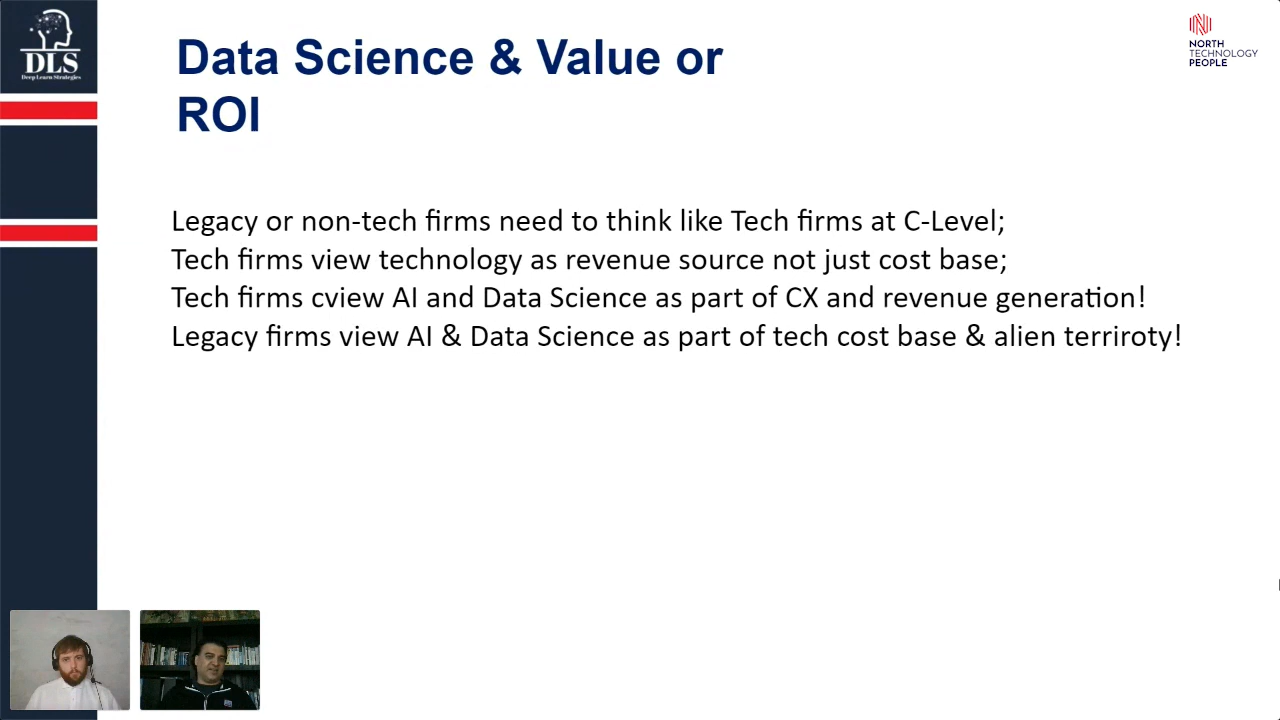 DLS
Deep Learn Strategies
Data Science & Value or
ROI
NORTH
TECHNOLOGY
PEOPLE
Legacy or non-tech firms need to think like Tech firms at C-Level;
Tech firms view technology as revenue source not just cost base;
Tech firms cview AI and Data Science as part of CX and revenue generation!
Legacy firms view AI & Data Science as part of tech cost base & alien terriroty!